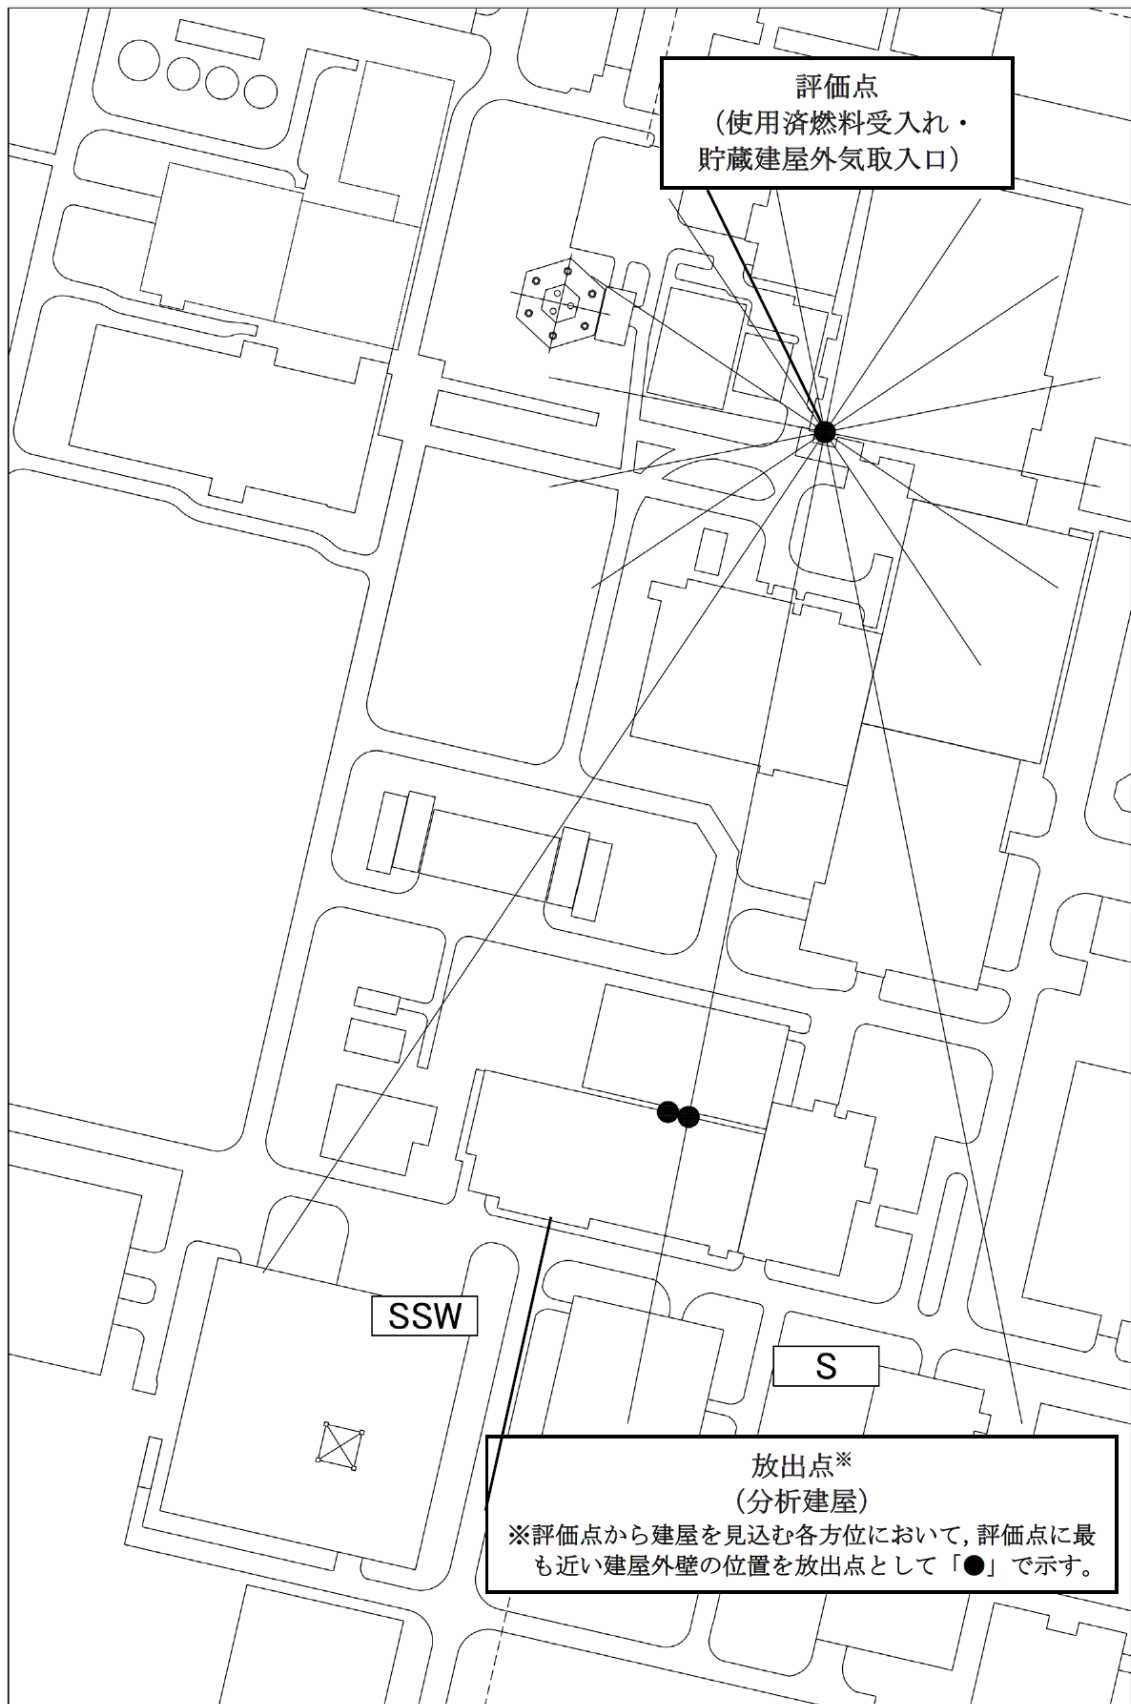 評価点
（使用済燃料受入れ・
貯蔵建屋外気取入口）
SSW
S
放出点※
（分析建屋）
※評価点から建屋を見込む各方位において，評価点に最
も近い建屋外壁の位置を放出点として「●」で示す。